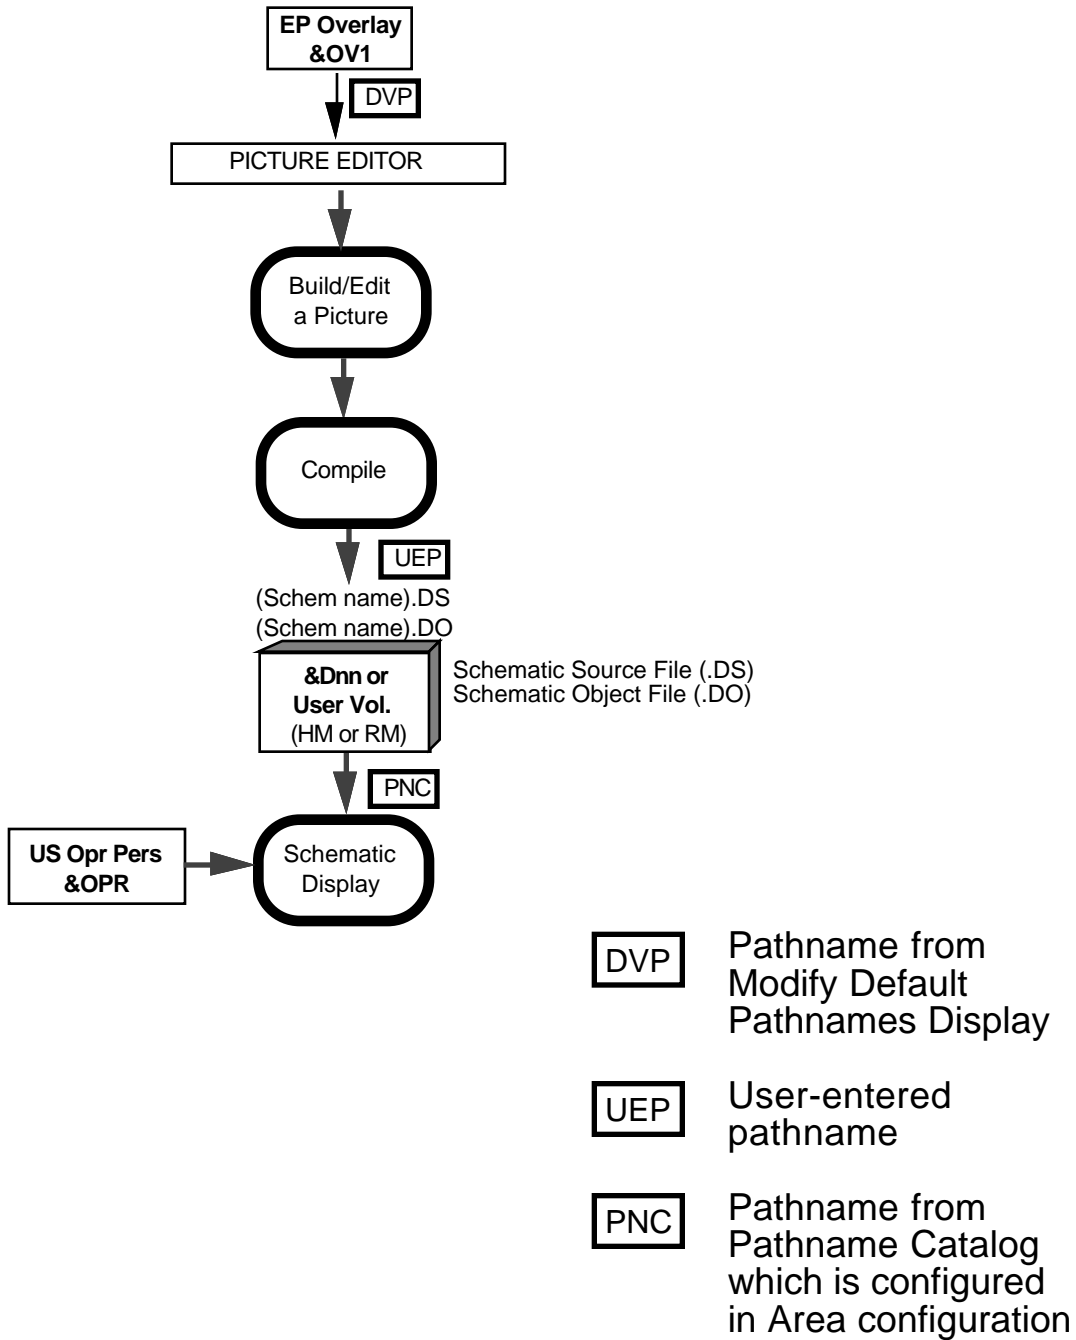 EP Overlay
&OV1
DVP
PICTURE EDITOR
Build/Edit
a Picture
Compile
UEP
(Schem name).DS
(Schem name).DO
&Dnn or
User Vol.
(HM or RM)
Schematic Source File (.DS)
Schematic Object File (.DO)
PNC
US Opr Pers
&OPR
Schematic
Display
DVP
Pathname from
Modify Default
Pathnames Display
UEP
User-entered
pathname
PNC
Pathname from
Pathname Catalog
which is configured
in Area configuration